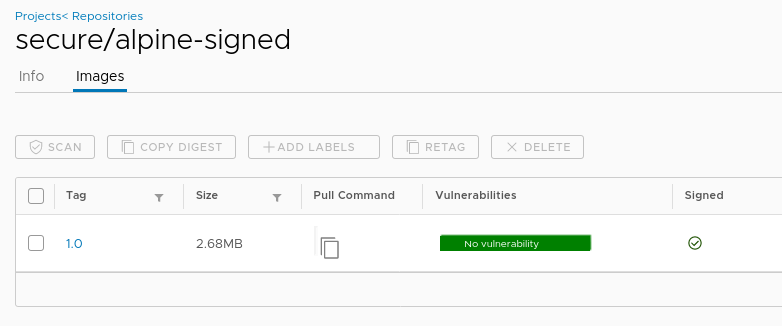 Projects< Repositories
secure/alpine-signed
Info Images
SCAN COPY DIGEST +ADD LABELS RETAG DELETE
Tag Size Pull Command Vulnerabilities Signed
1.0 2.68MB No vulnerability